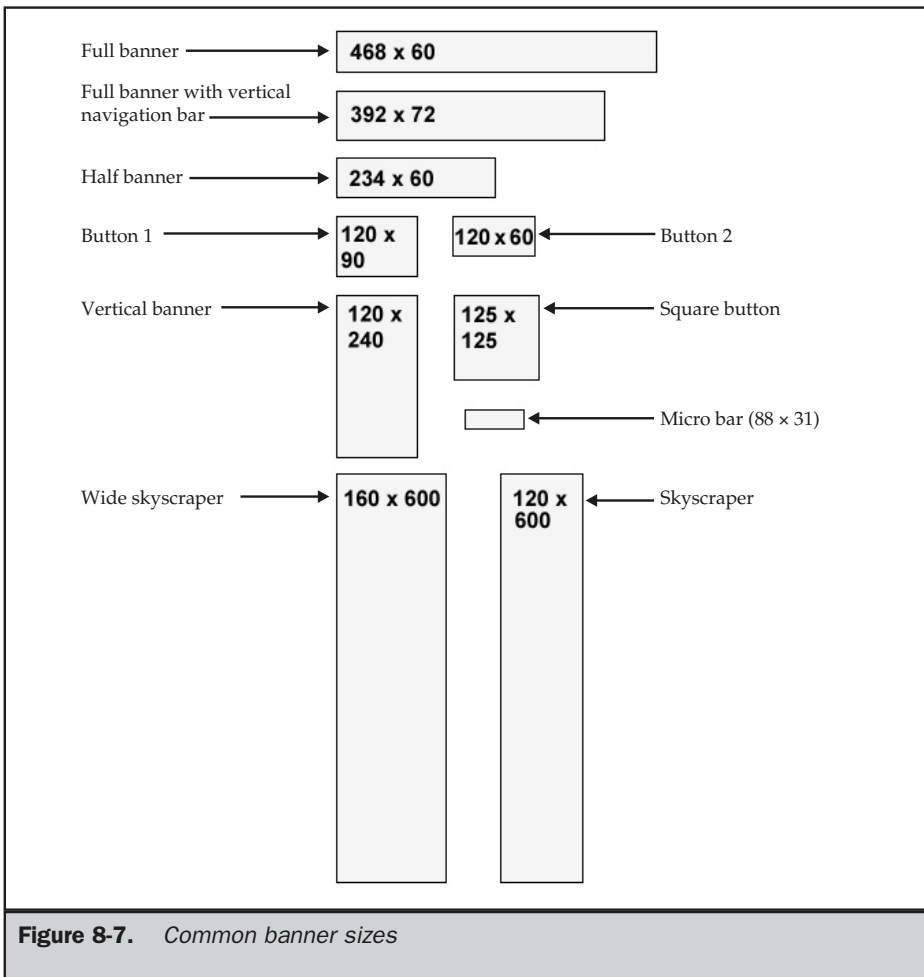 Full banner
468 x 60
Full banner with vertical
navigation bar
392 x 72
Half banner
234 x 60
Button 1
120 x
90
120 x 60
Button 2
Vertical banner
120 x
240
125 x
125
Square button
Micro bar (88 × 31)
Wide skyscraper
160 x 600
120 x
600
Skyscraper
Figure 8-7. Common banner sizes